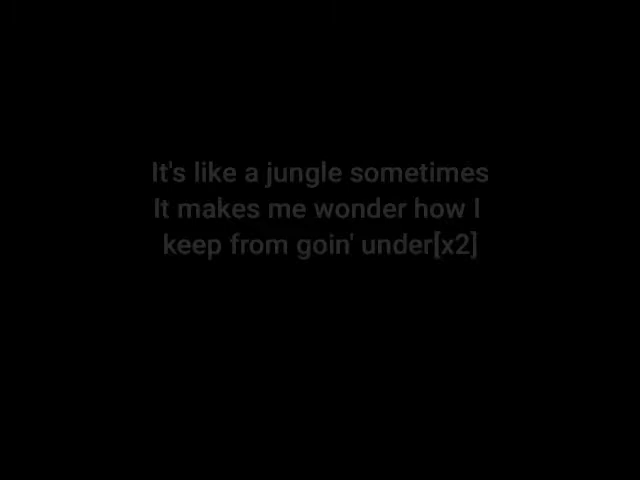 It's like a jungle sometimes
It makes me wonder how I
keep from goin' under[x2]